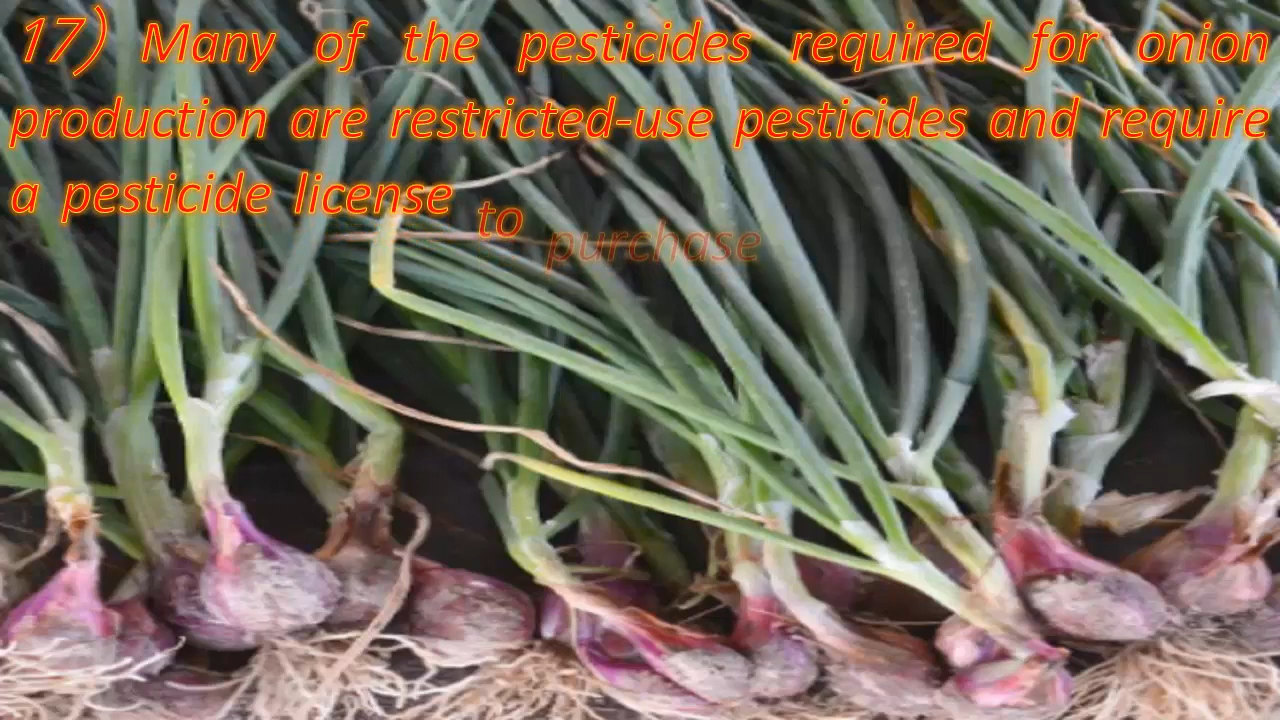 17) Many of the pesticides required for onion
production are restricted-use pesticides and require
a pesticide license to purchase